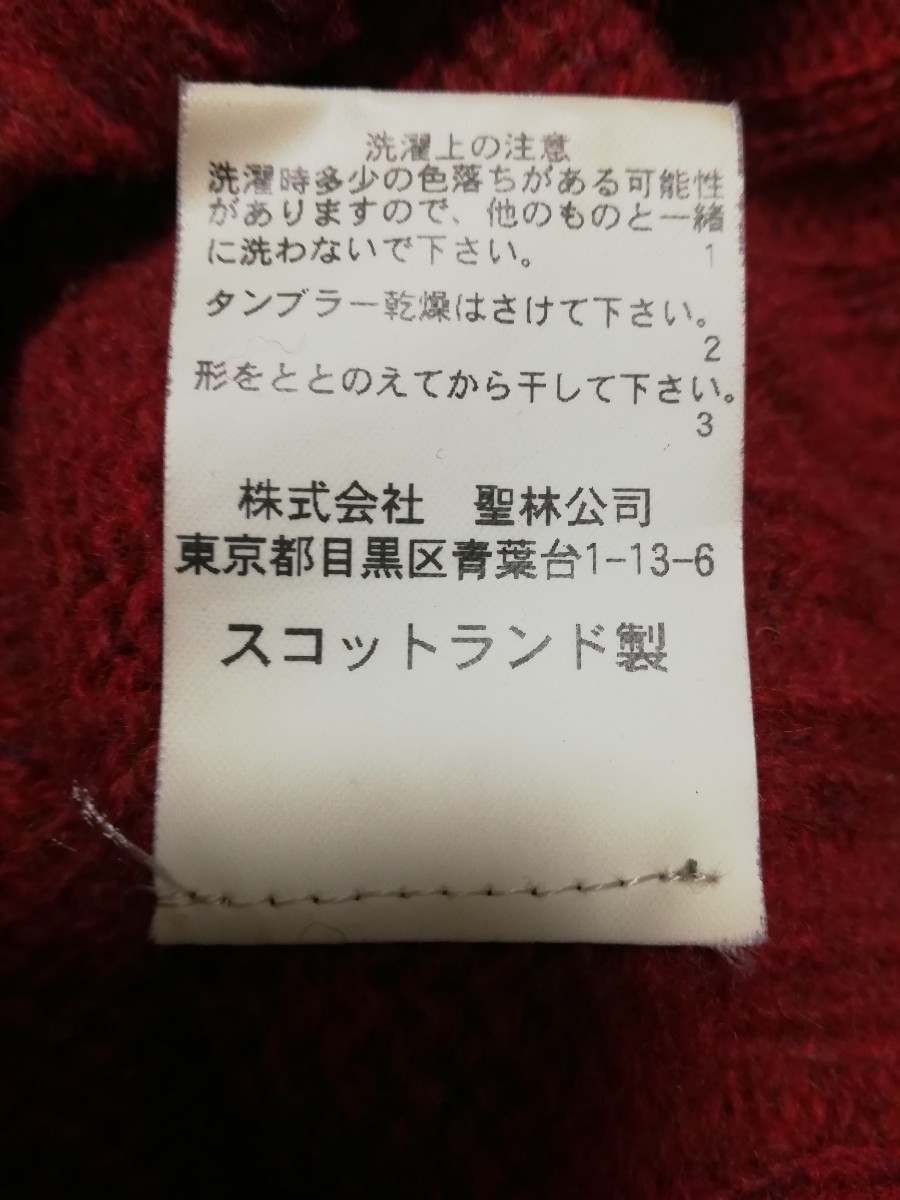 洗濯上の注意
洗濯時多少の色落ちがある可能性
がありますので、他のものと一緒
に洗わないで下さい。 1
タンブラー乾燥はさけて下さい。
2
形をととのえてから干して下さい。
3
株式会社 聖林公司
東京都目黒区青葉台1-13-6
スコットランド製